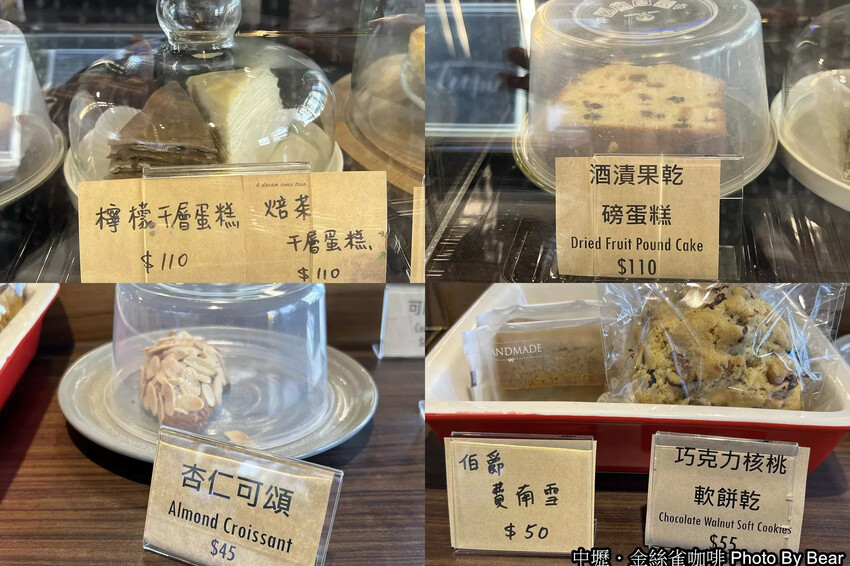 A dream come true
檸檬千層蛋糕
$110
焙茶
千層蛋糕
$110
酒漬果乾
磅蛋糕
Dried Fruit Pound Cake
$110
杏仁可頌
Almond Croissant
$45
HANDMADE
伯爵
費南雪
$50
巧克力核桃
軟餅乾
Chocolate Walnut Soft Cookies
$55
中壢・金絲雀咖啡 Photo By Bear